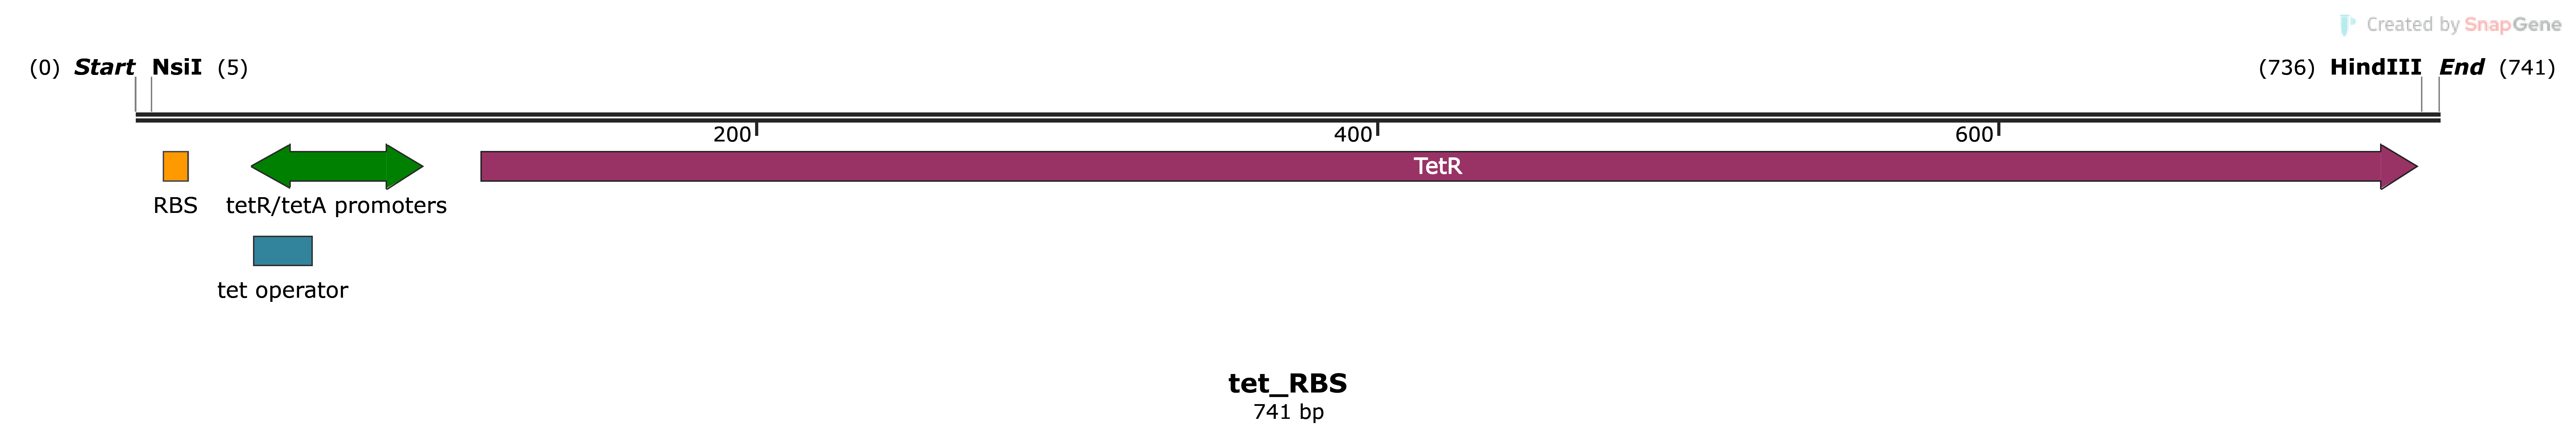 Created by SnapGene
(0) Start NsiI (5) (736) HindIII End (741)
200 400 600
TetR
RBS tetR/tetA promoters
tet operator
tet_RBS
741 bp